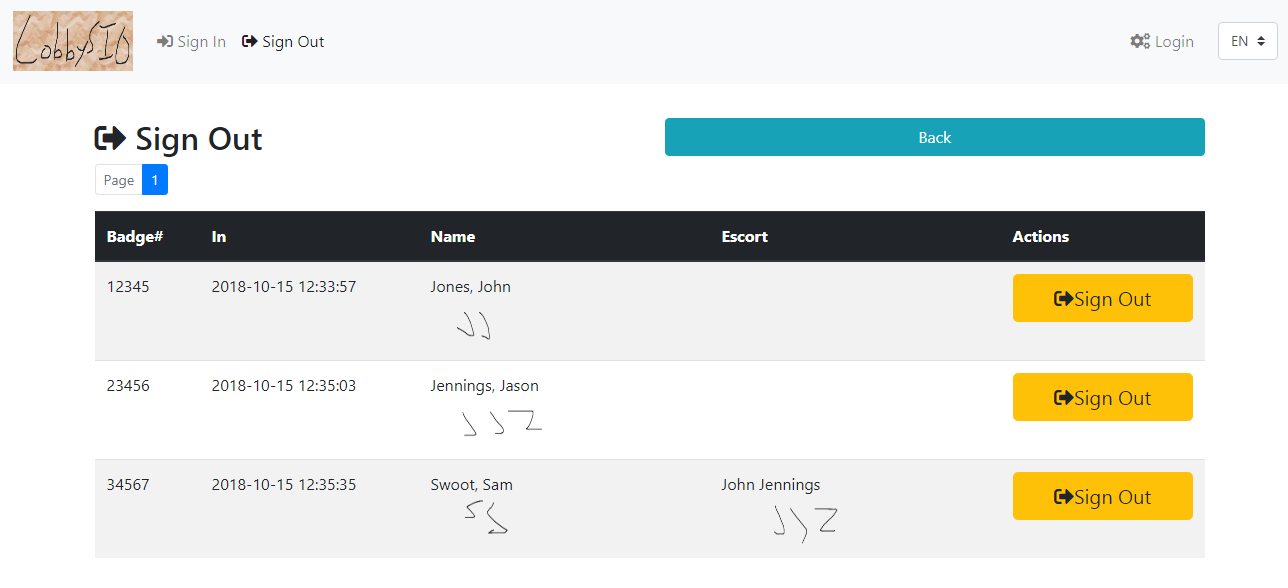 LobbySIO
Sign In
Sign Out
Login
EN
Sign Out
Back
Page 1
Badge# In Name Escort Actions
12345 2018-10-15 12:33:57 Jones, John Sign Out
JJ
23456 2018-10-15 12:35:03 Jennings, Jason Sign Out
JJZ
34567 2018-10-15 12:35:35 Swoot, Sam John Jennings Sign Out
SS JJZ